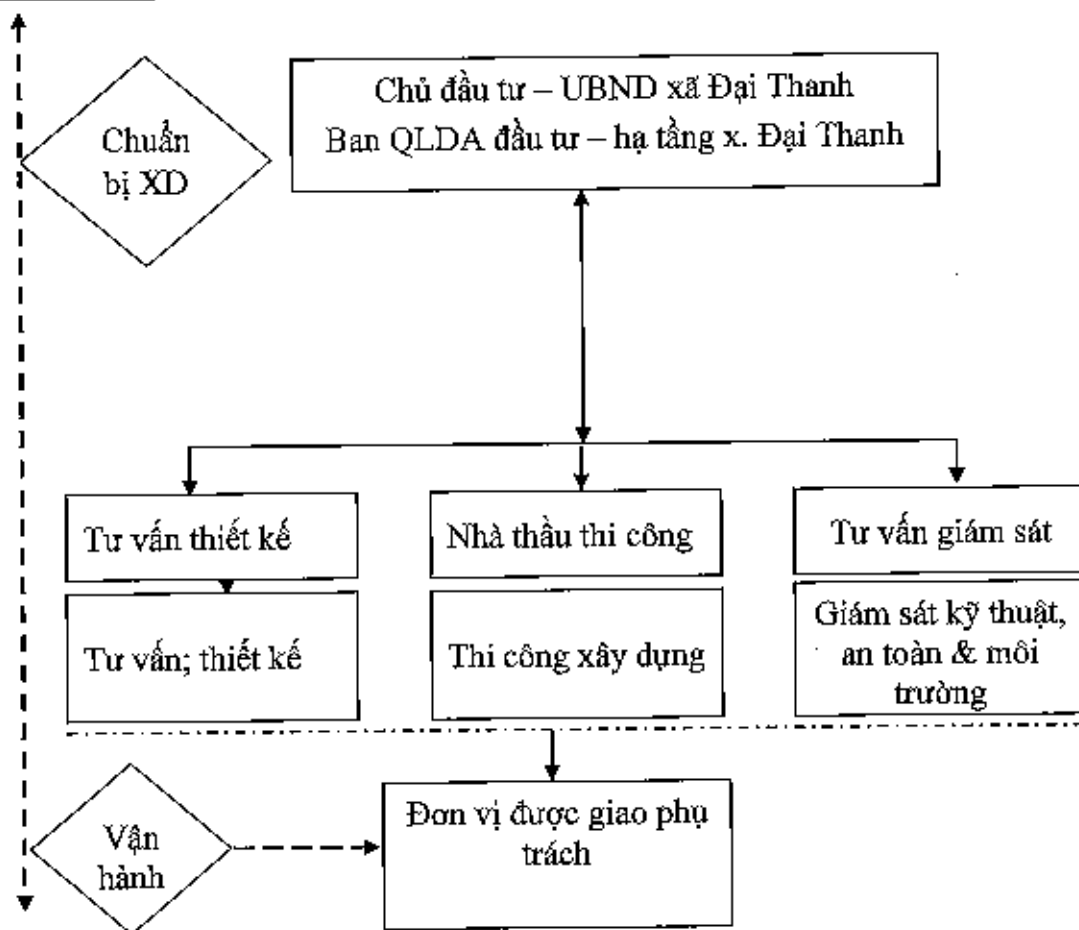 Chuẩn
bị XD
Chủ đầu tư – UBND xã Đại Thanh
Ban QLDA đầu tư – hạ tầng x. Đại Thanh
Tư vấn thiết kế
Nhà thầu thi công
Tư vấn giám sát
Tư vấn; thiết kế
Thi công xây dựng
Giám sát kỹ thuật,
an toàn & môi
trường
Vận
hành
Đơn vị được giao phụ
trách